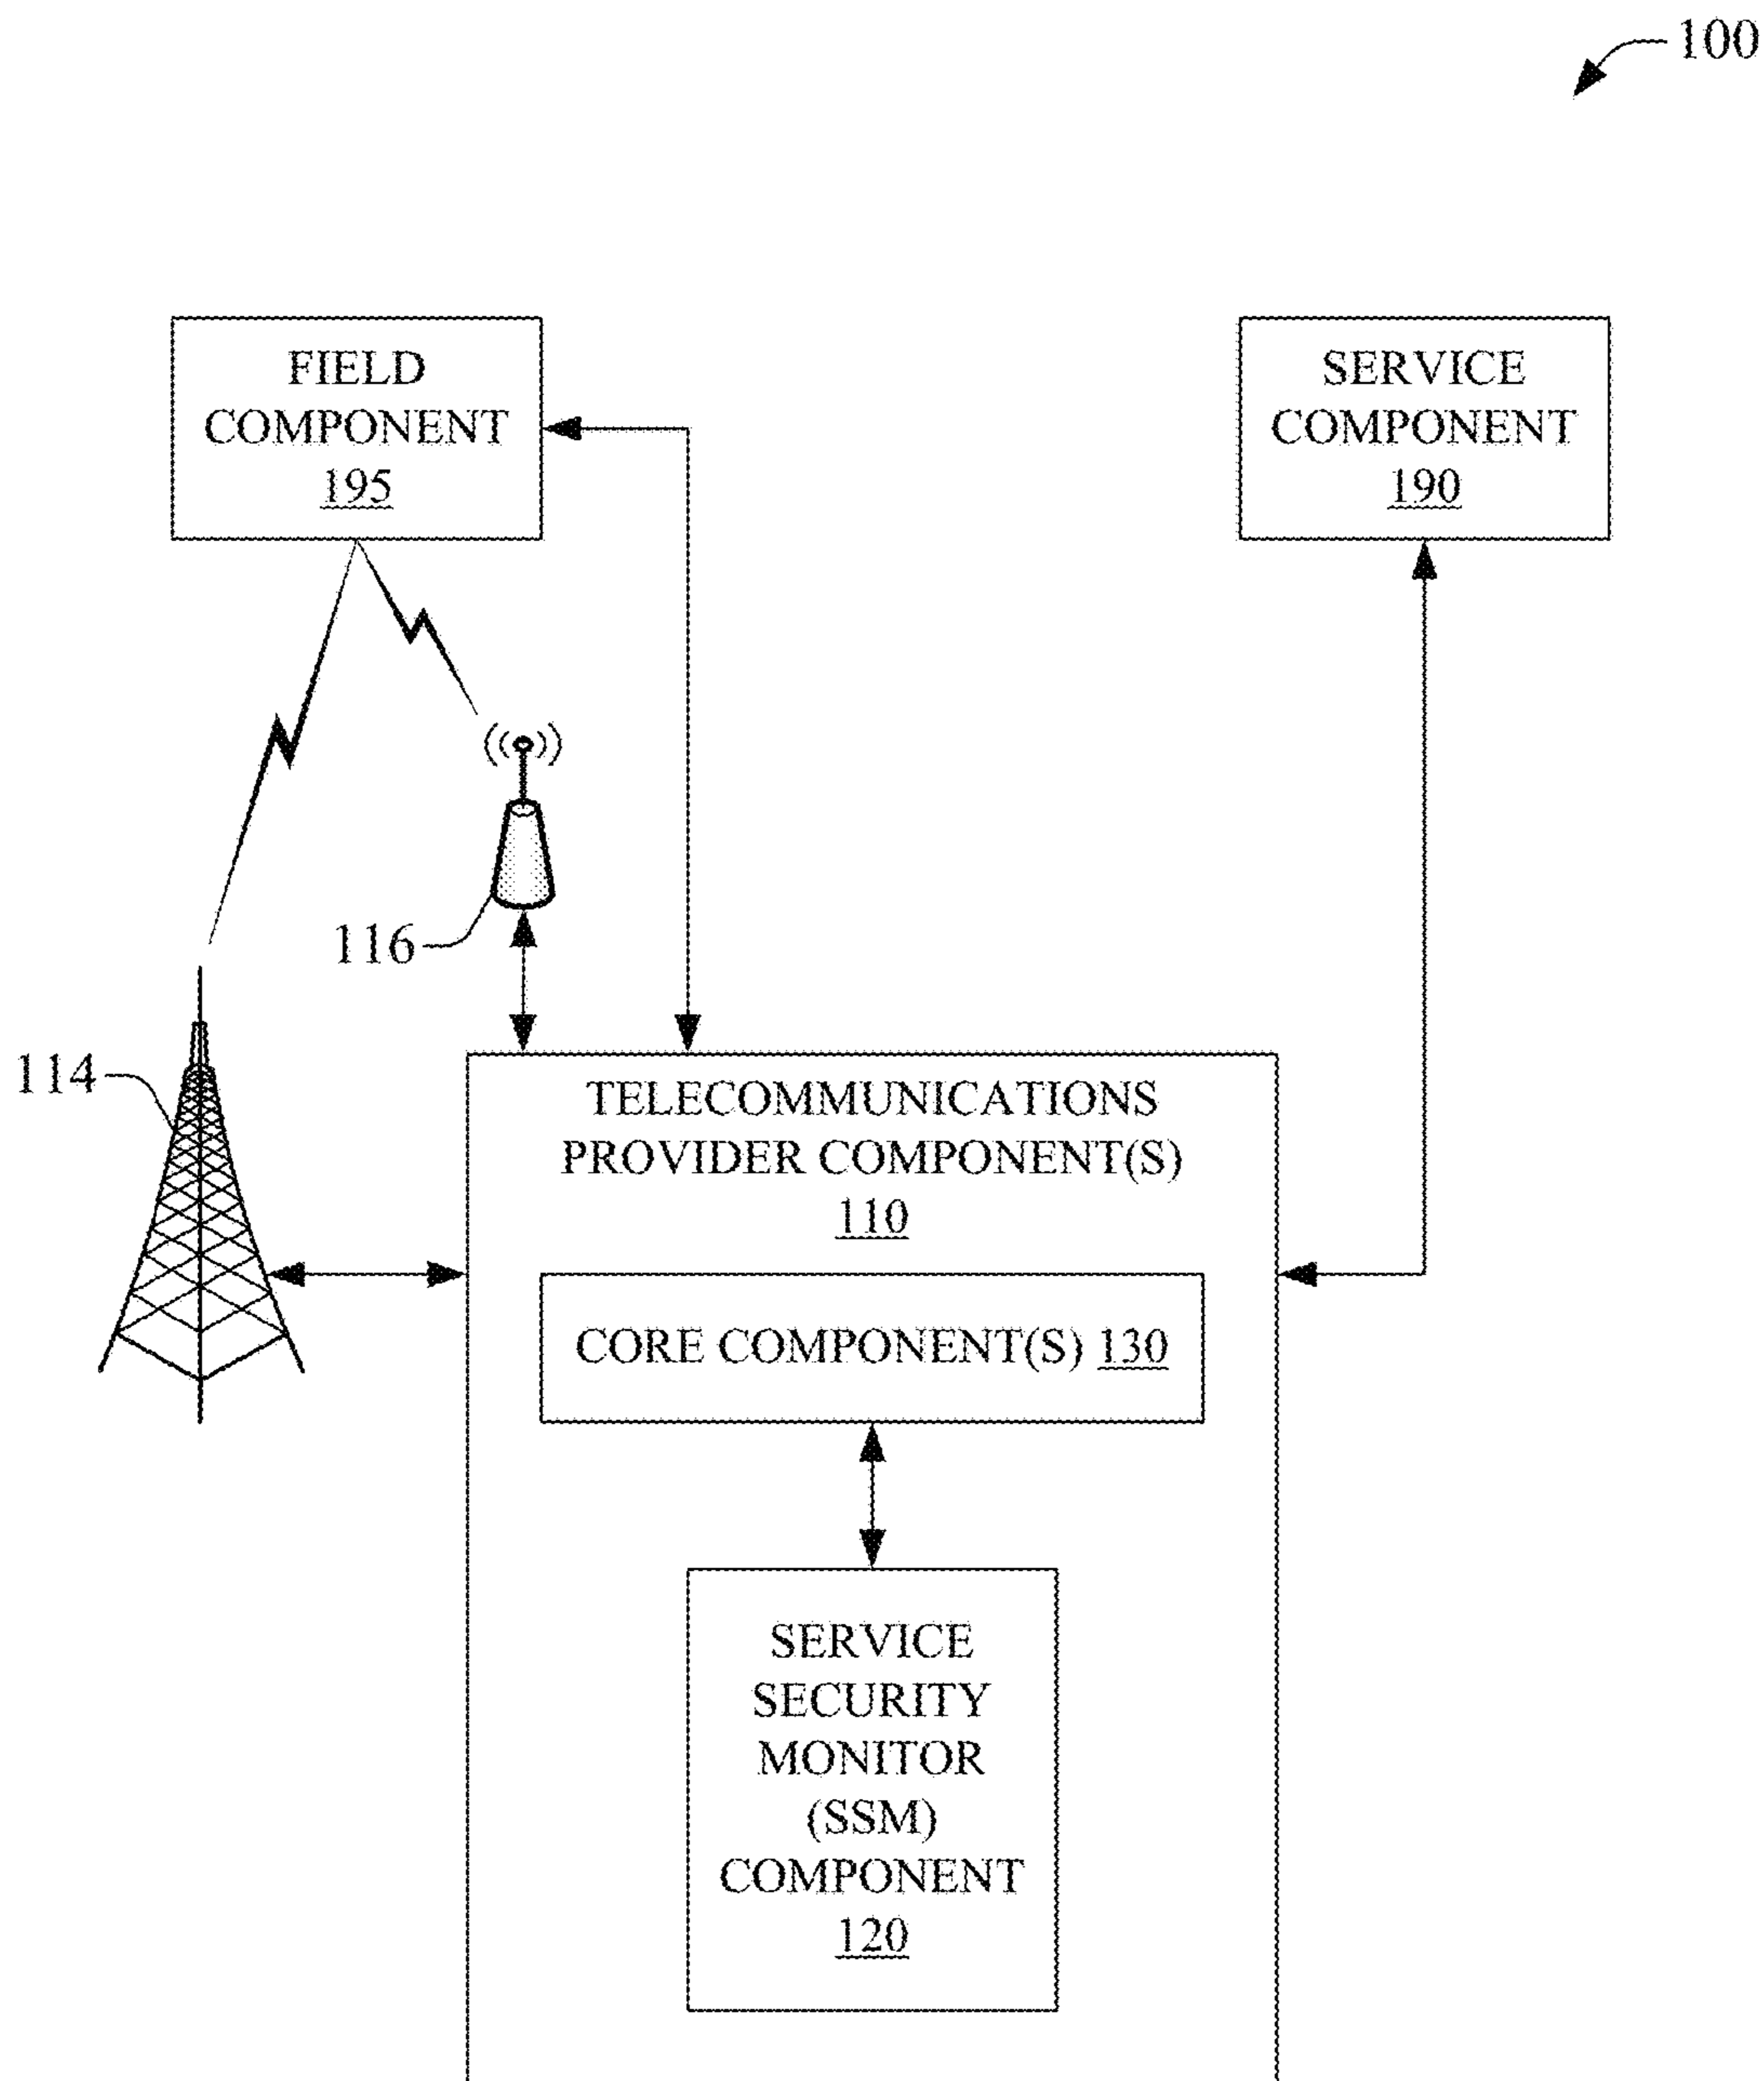 100
FIELD
COMPONENT
195
SERVICE
COMPONENT
190
116
114
TELECOMMUNICATIONS
PROVIDER COMPONENT(S)
110
CORE COMPONENT(S) 130
SERVICE
SECURITY
MONITOR
(SSM)
COMPONENT
120